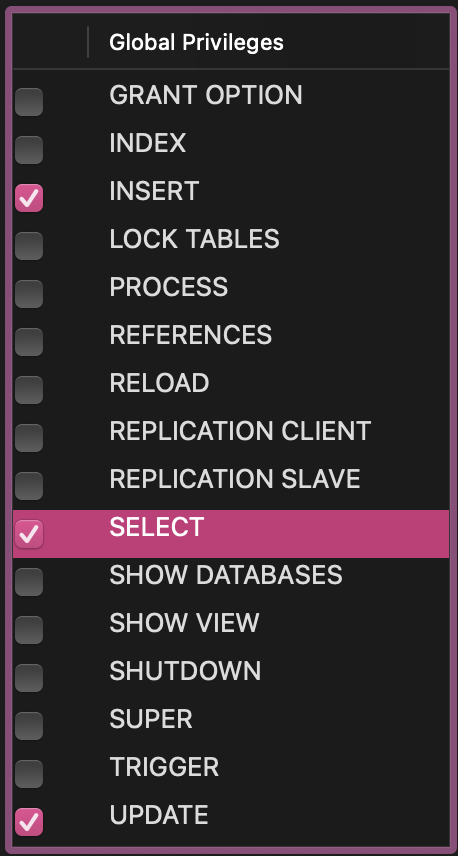 Global Privileges
GRANT OPTION
INDEX
INSERT
LOCK TABLES
PROCESS
REFERENCES
RELOAD
REPLICATION CLIENT
REPLICATION SLAVE
SELECT
SHOW DATABASES
SHOW VIEW
SHUTDOWN
SUPER
TRIGGER
UPDATE